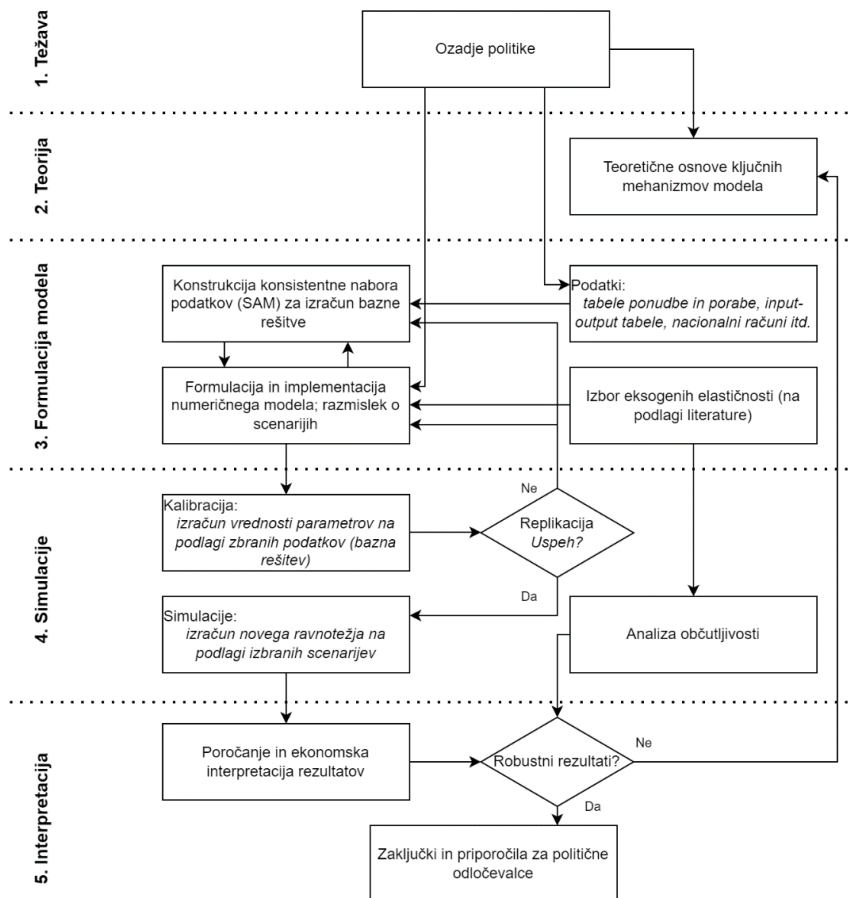 1. Težava
Ozadje politike
2. Teorija
Teoretične osnove ključnih
mehanizmov modela
3. Formulacija modela
Konstrukcija konsistentne nabora
podatkov (SAM) za izračun bazne
rešitve
Podatki:
tabele ponudbe in porabe, input-
output tabele, nacionalni računi itd.
Formulacija in implementacija
numeričnega modela; razmislek o
scenarijih
Izbor eksogenih elastičnosti (na
podlagi literature)
4. Simulacije
Kalibracija:
izračun vrednosti parametrov na
podlagi zbranih podatkov (bazna
rešitev)
Ne
Replikacija
Uspeh?
Da
Simulacije:
izračun novega ravnotežja na
podlagi izbranih scenarijev
Analiza občutljivosti
5. Interpretacija
Poročanje in ekonomska
interpretacija rezultatov
Robustni rezultati?
Ne
Da
Zaključki in priporočila za politične
odločevalce